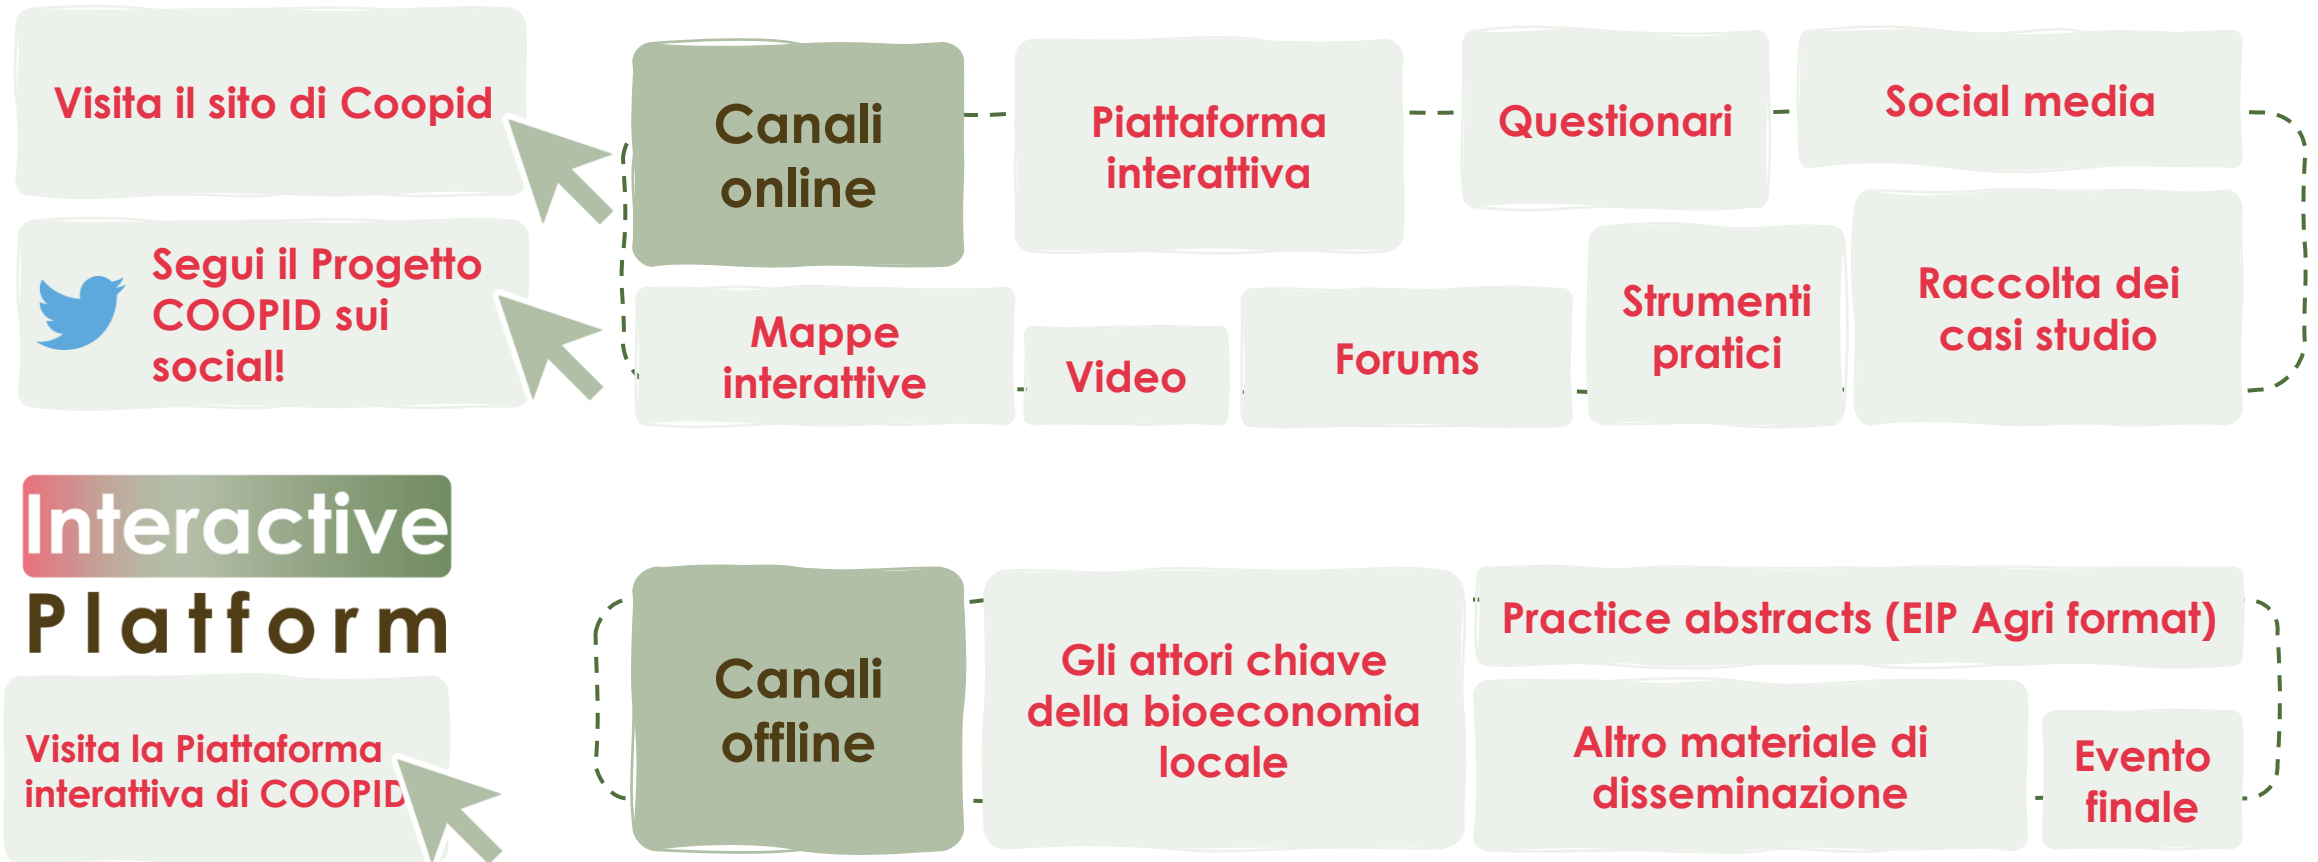 Visita il sito di Coopid
Segui il Progetto
COOPID sui
social!
Canali
online
Piattaforma
interattiva
Questionari
Social media
Mappe
interattive
Video
Forums
Strumenti
pratici
Raccolta dei
casi studio
Interactive
Platform
Visita la Piattaforma
interattiva di COOPID
Canali
offline
Gli attori chiave
della bioeconomia
locale
Practice abstracts (EIP Agri format)
Altro materiale di
disseminazione
Evento
finale